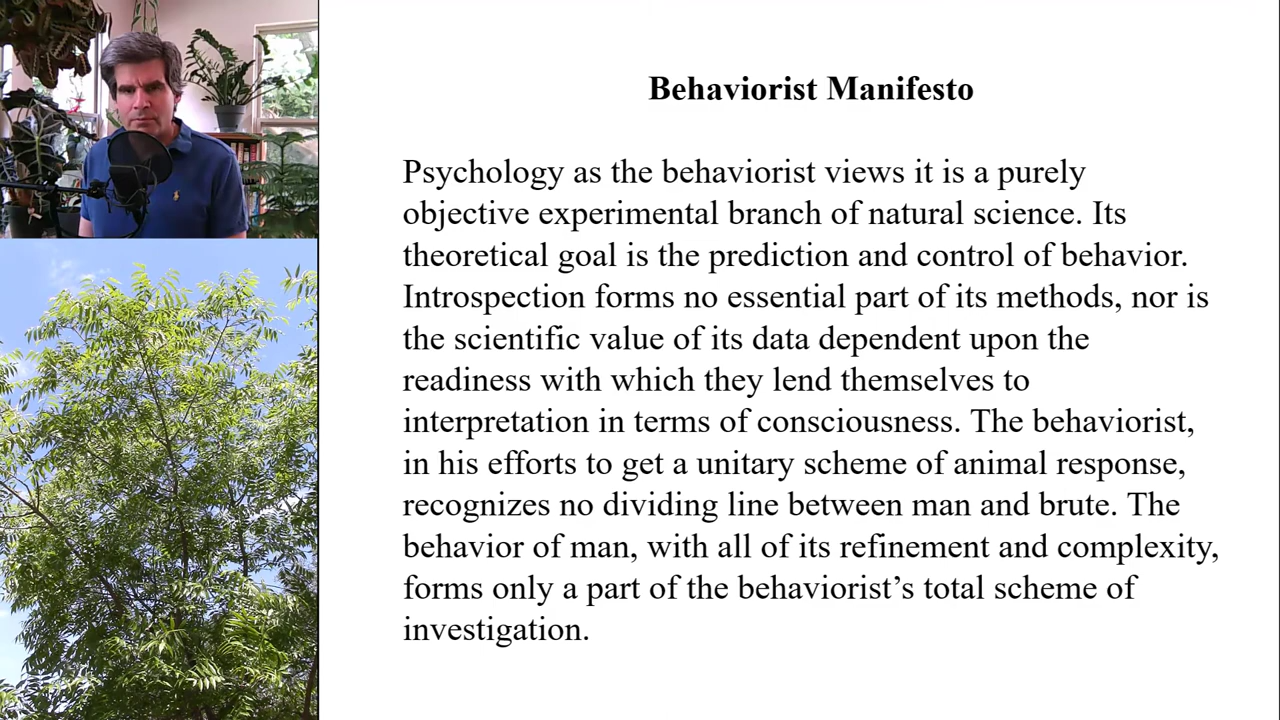 Behaviorist Manifesto
Psychology as the behaviorist views it is a purely
objective experimental branch of natural science. Its
theoretical goal is the prediction and control of behavior.
Introspection forms no essential part of its methods, nor is
the scientific value of its data dependent upon the
readiness with which they lend themselves to
interpretation in terms of consciousness. The behaviorist,
in his efforts to get a unitary scheme of animal response,
recognizes no dividing line between man and brute. The
behavior of man, with all of its refinement and complexity,
forms only a part of the behaviorist’s total scheme of
investigation.